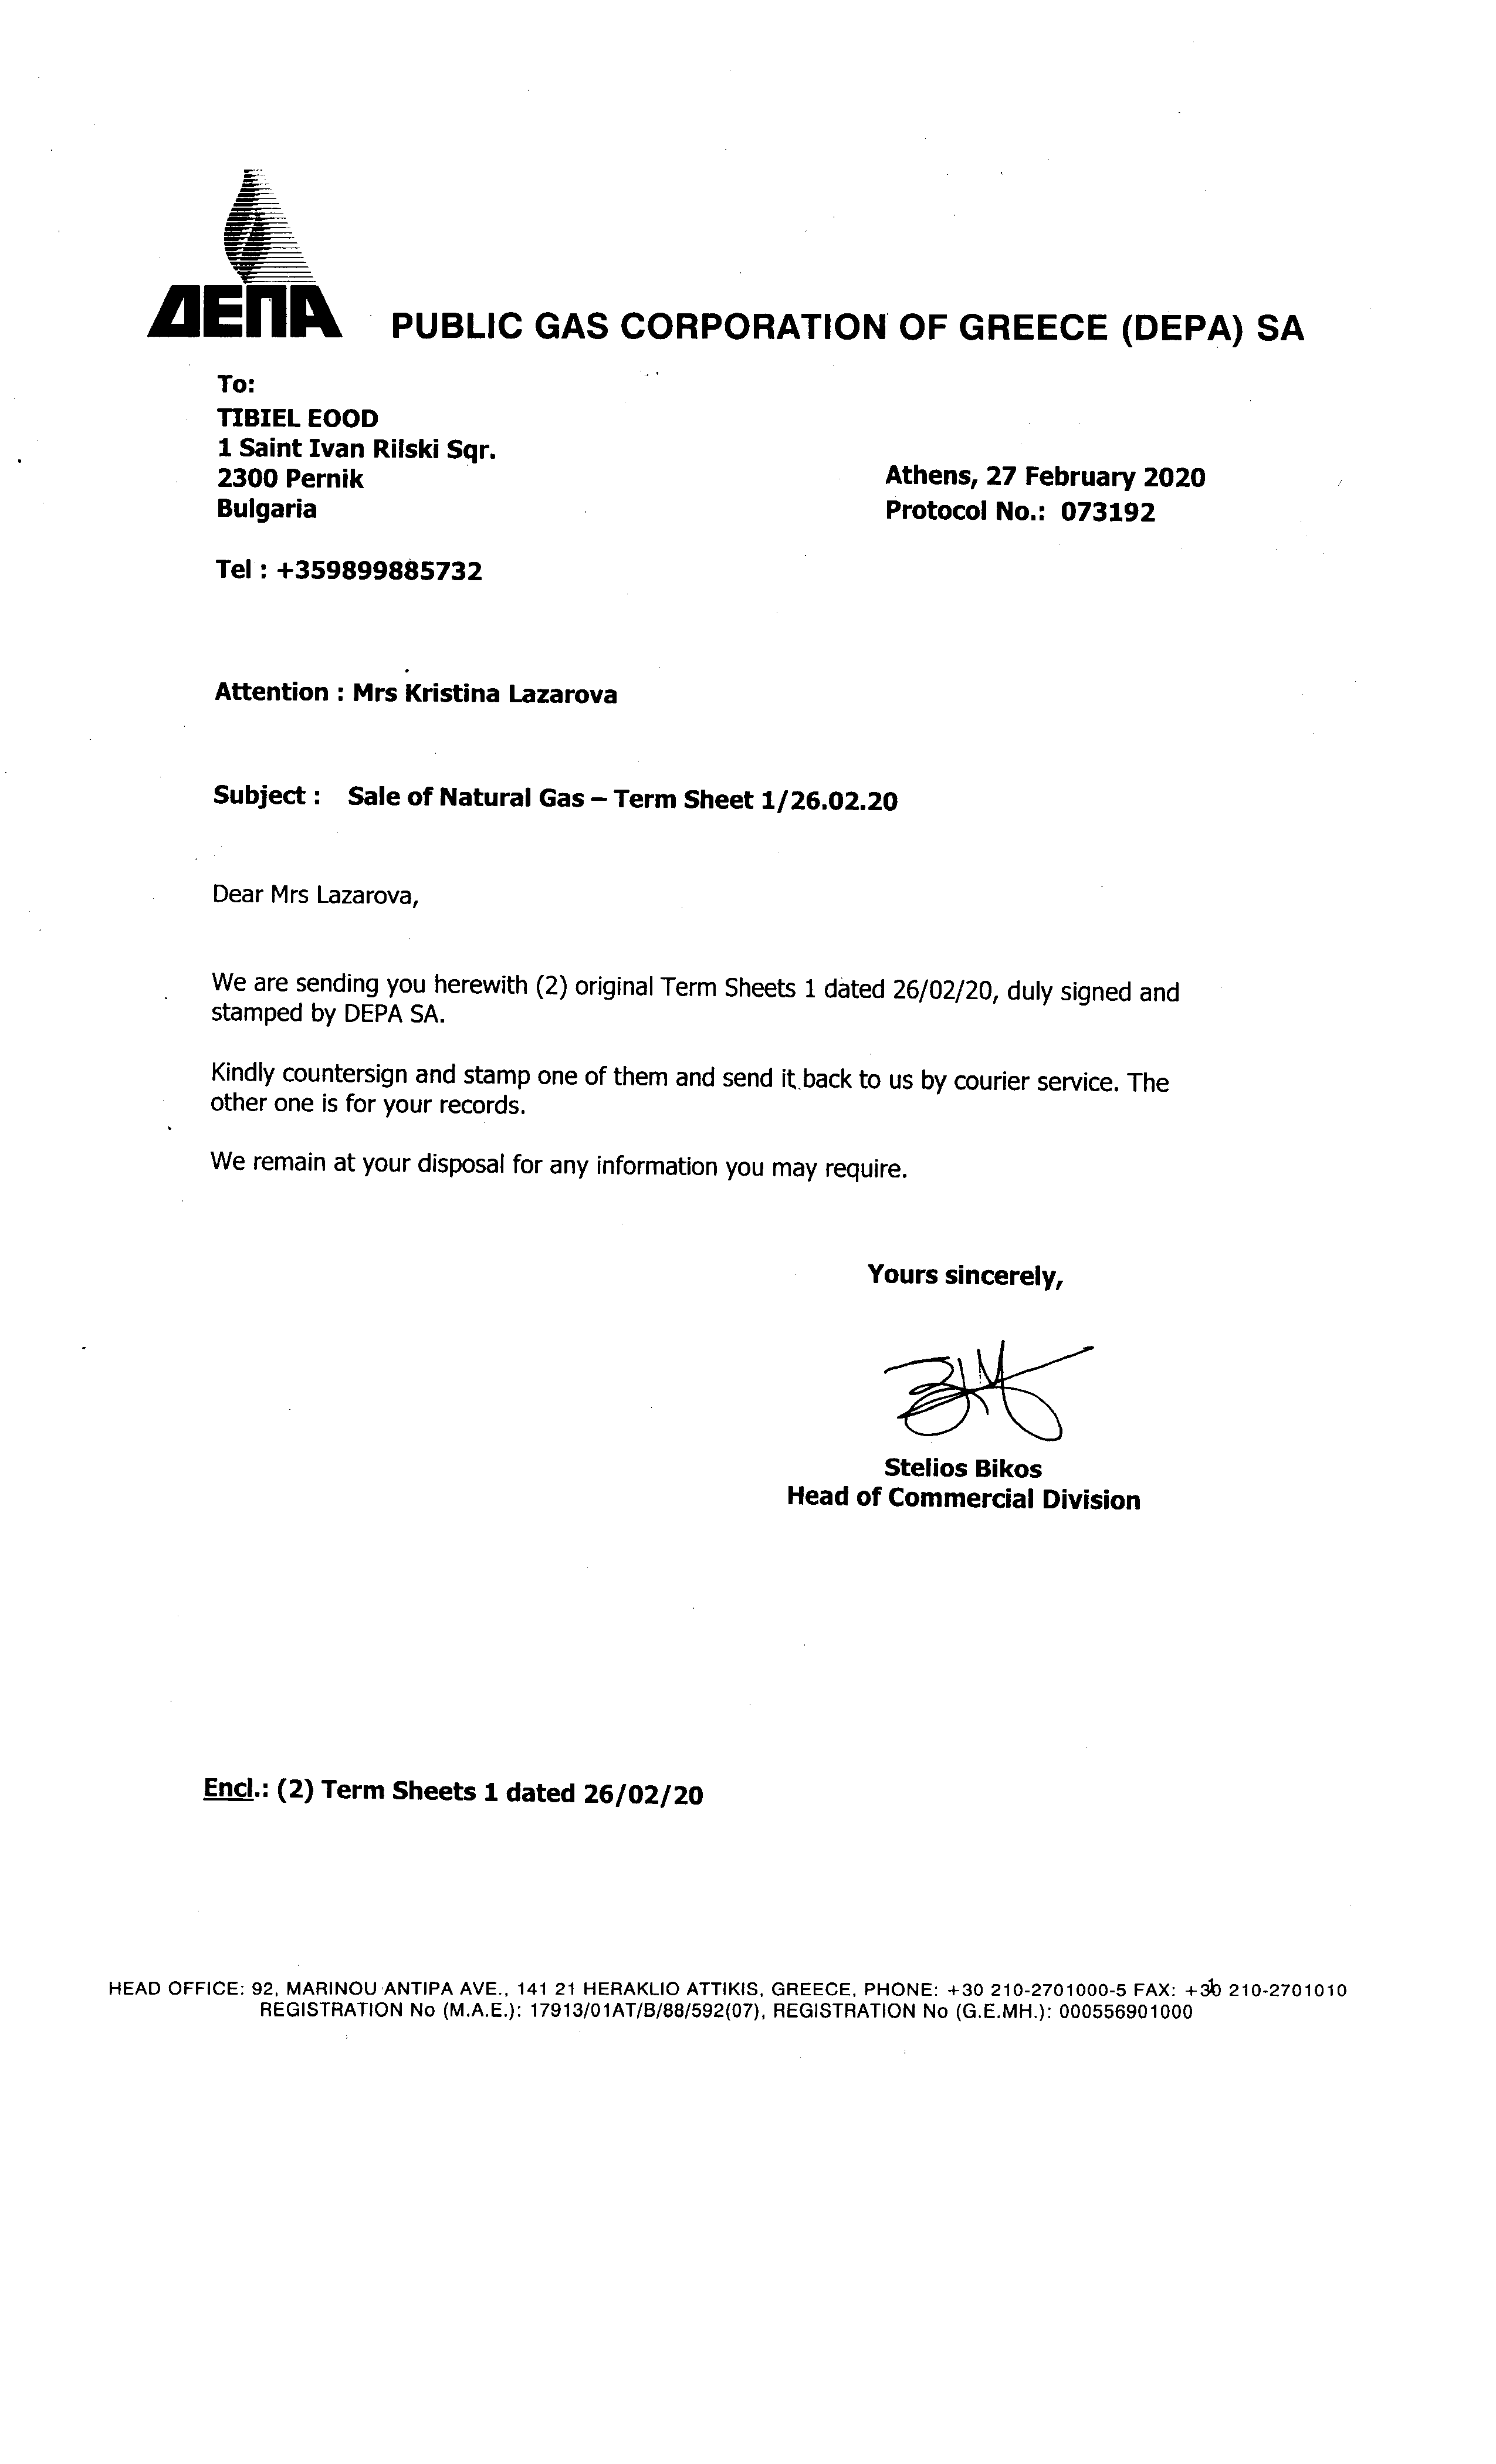 ΔΕΠΑ
PUBLIC GAS CORPORATION OF GREECE (DEPA) SA
To:
TIBIEL EOOD
1 Saint Ivan Rilski Sqr.
2300 Pernik
Bulgaria
Athens, 27 February 2020
Protocol No.: 073192
Tel : +359899885732
Attention : Mrs Kristina Lazarova
Subject : Sale of Natural Gas – Term Sheet 1/26.02.20
Dear Mrs Lazarova,
We are sending you herewith (2) original Term Sheets 1 dated 26/02/20, duly signed and
stamped by DEPA SA.
Kindly countersign and stamp one of them and send it back to us by courier service. The
other one is for your records.
We remain at your disposal for any information you may require.
Yours sincerely,
Stelios Bikos
Head of Commercial Division
Encl.: (2) Term Sheets 1 dated 26/02/20
HEAD OFFICE: 92, MARINOU ANTIPA AVE., 141 21 HERAKLIO ATTIKIS, GREECE, PHONE: +30 210-2701000-5 FAX: +30 210-2701010
REGISTRATION No (M.A.E.): 17913/01AT/B/88/592(07), REGISTRATION No (G.E.MH.): 000556901000